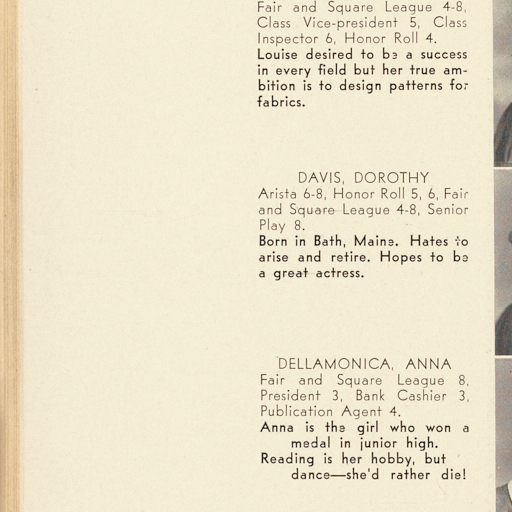 Fair and Square League 4-8,
Class Vice-president 5, Class
Inspector 6, Honor Roll 4.
Louise desired to be a success
in every field but her true am-
bition is to design patterns for
fabrics.
DAVIS, DOROTHY
Arista 6-8, Honor Roll 5, 6, Fair
and Square League 4-8, Senior
Play 8.
Born in Bath, Maine. Hates to
arise and retire. Hopes to be
a great actress.
DELLAMONICA, ANNA
Fair and Square League 8,
President 3, Bank Cashier 3,
Publication Agent 4.
Anna is the girl who won a
medal in junior high.
Reading is her hobby, but
dance—she'd rather die!